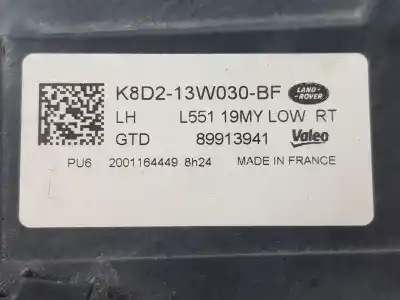 K8D2-13W030-BF LAND-ROVER
LH L551 19MY LOW RT
GTD 89913941 Valeo
PU6 2001164449 8h24 MADE IN FRANCE